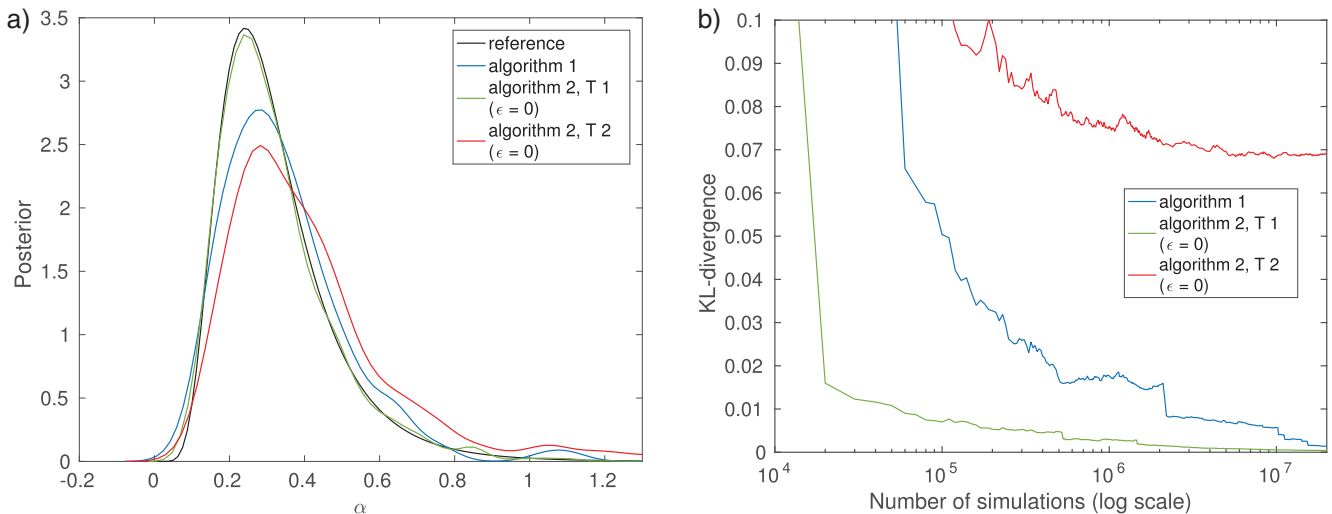 a)
3.5
3
2.5
2
1.5
1
0.5
0
Posterior
-0.2
0
0.2
0.4
0.6
0.8
1
1.2
α
reference
algorithm 1
algorithm 2, T 1
(ϵ = 0)
algorithm 2, T 2
(ϵ = 0)
b)
0.1
0.09
0.08
0.07
0.06
0.05
0.04
0.03
0.02
0.01
0
KL-divergence
10^4
10^5
10^6
10^7
Number of simulations (log scale)
algorithm 1
algorithm 2, T 1
(ϵ = 0)
algorithm 2, T 2
(ϵ = 0)